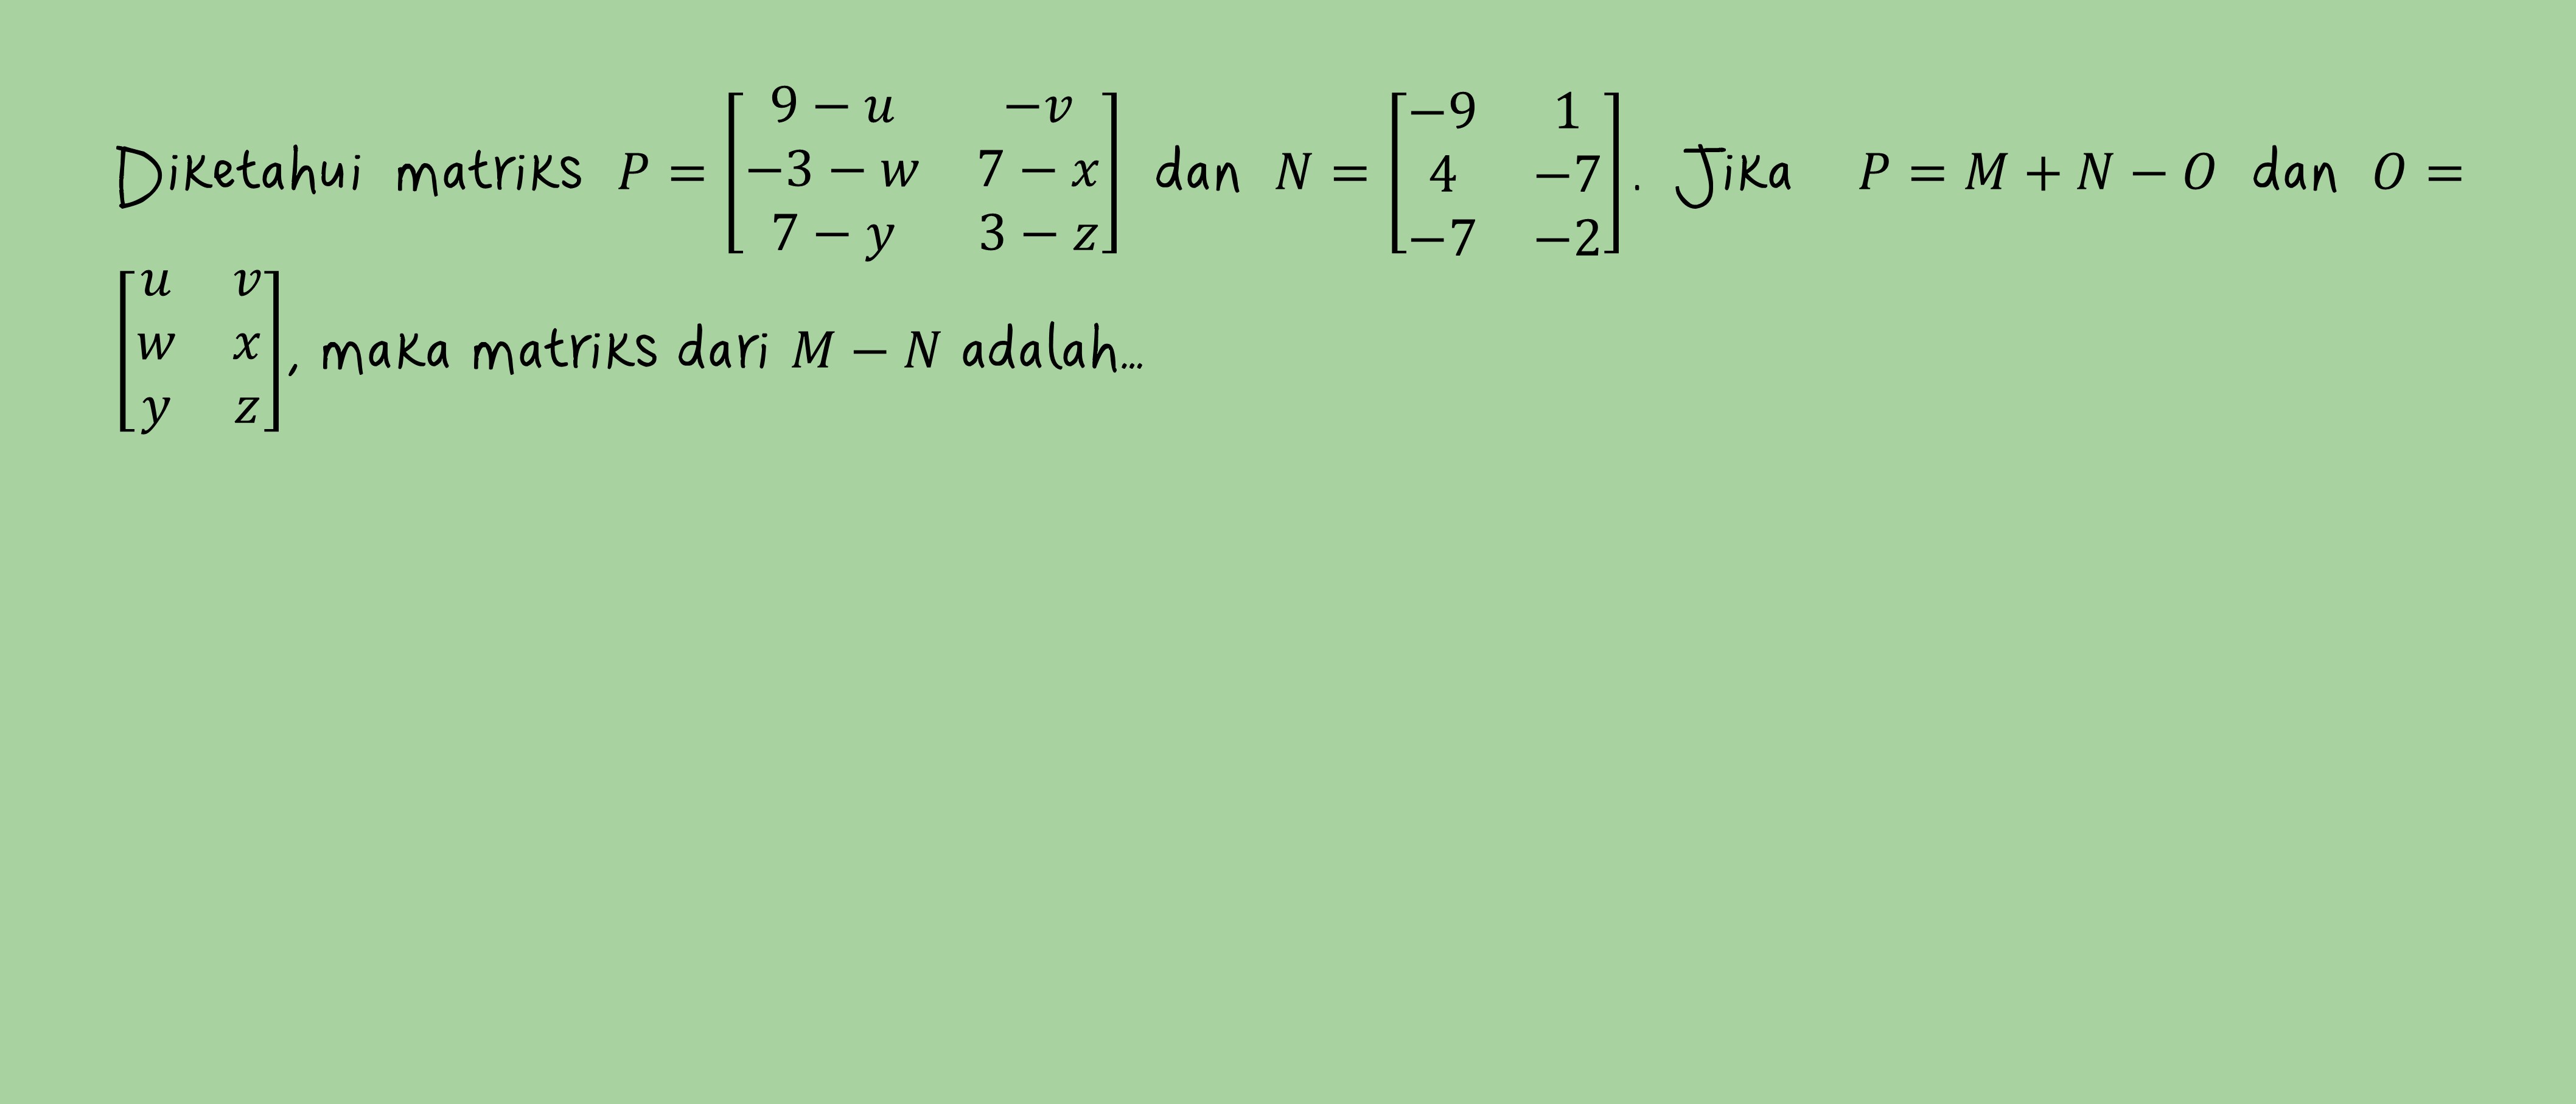 Diketahui matriks $P = \begin{bmatrix} 9-u & -v \\ -3-w & 7-x \\ 7-y & 3-z \end{bmatrix}$ dan $N = \begin{bmatrix} -9 & 1 \\ 4 & -7 \\ -7 & -2 \end{bmatrix}$. Jika $P = M + N - O$ dan $O =$
$\begin{bmatrix} u & v \\ w & x \\ y & z \end{bmatrix}$, maka matriks dari $M - N$ adalah...